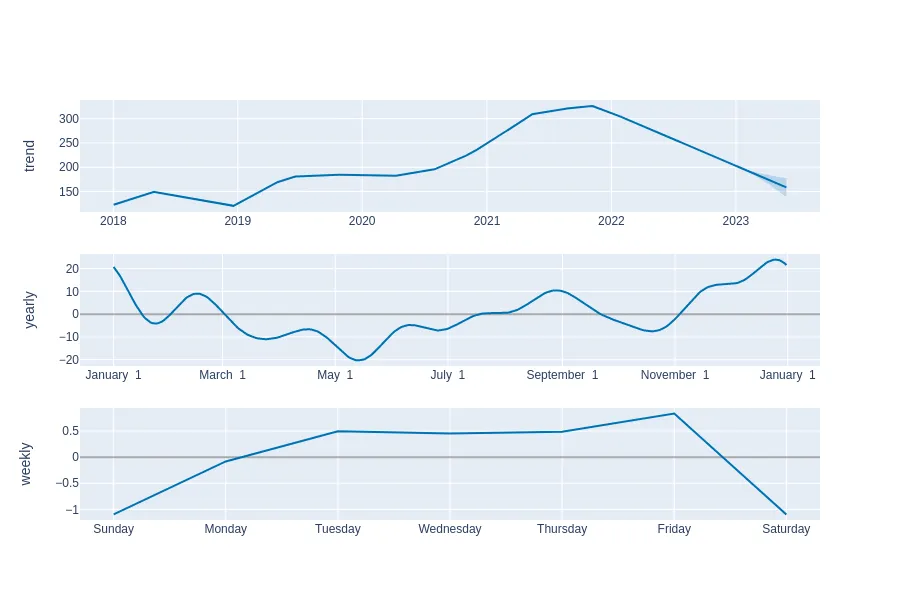 trend
300
250
200
150
2018 2019 2020 2021 2022 2023
yearly
20
10
0
−10
−20
January 1 March 1 May 1 July 1 September 1 November 1 January 1
weekly
0.5
0
−0.5
−1
Sunday Monday Tuesday Wednesday Thursday Friday Saturday